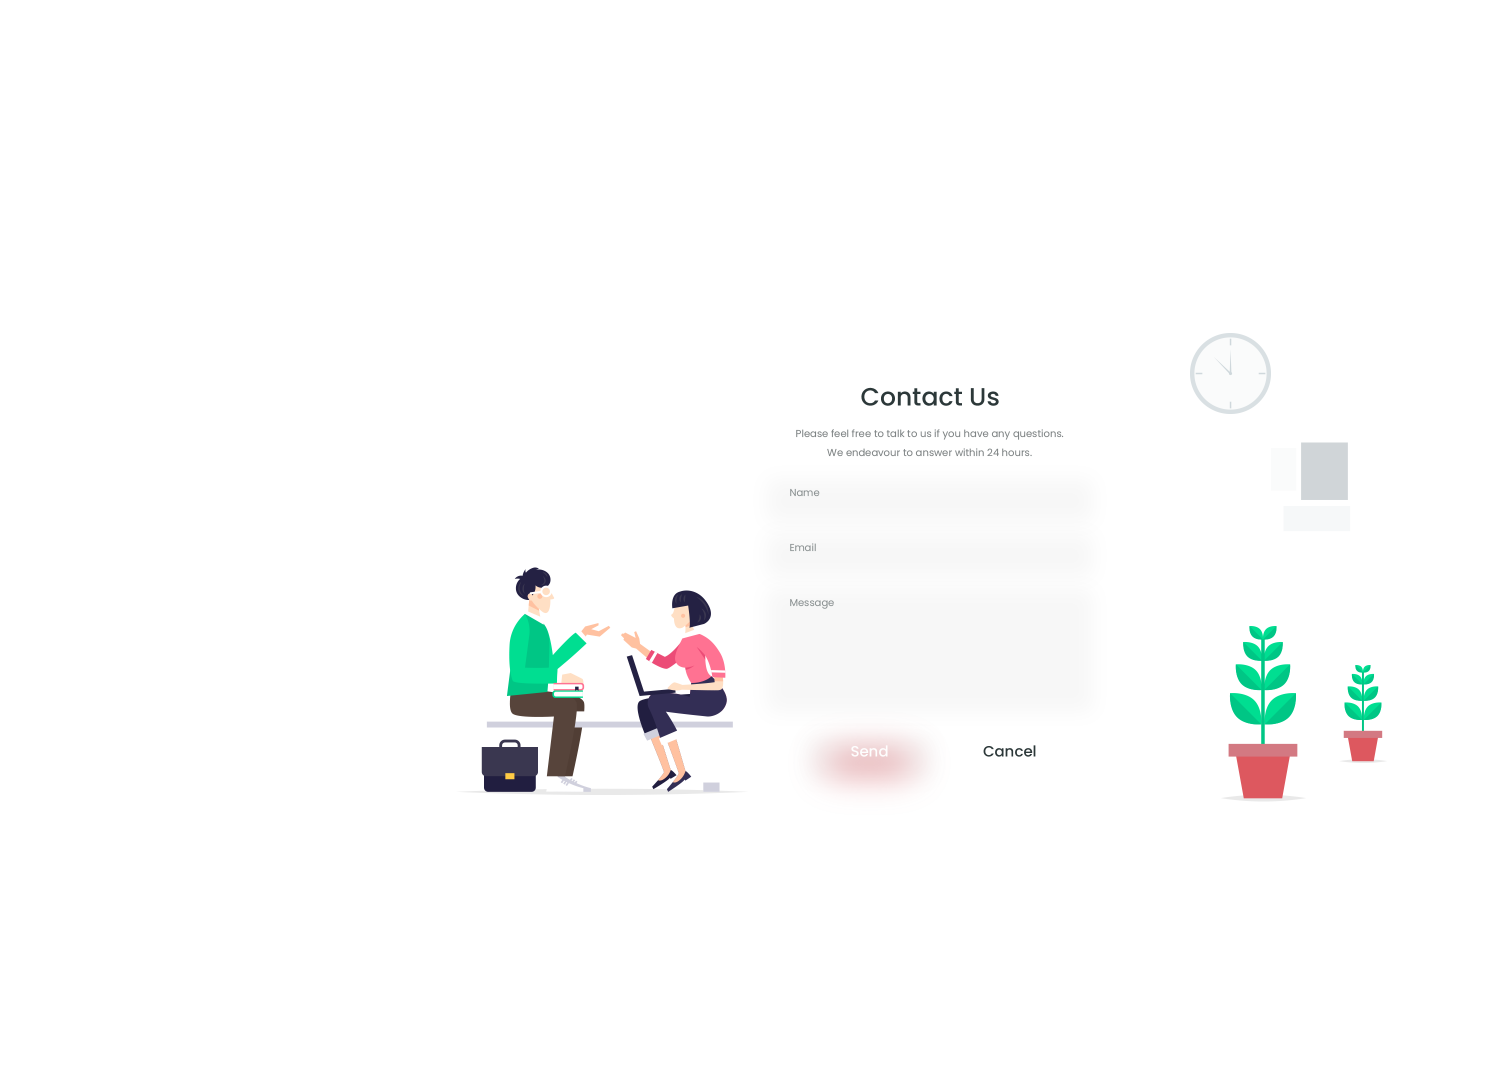 Contact Us
Please feel free to talk to us if you have any questions.
We endeavour to answer within 24 hours.
Name
Email
Message
Send
Cancel